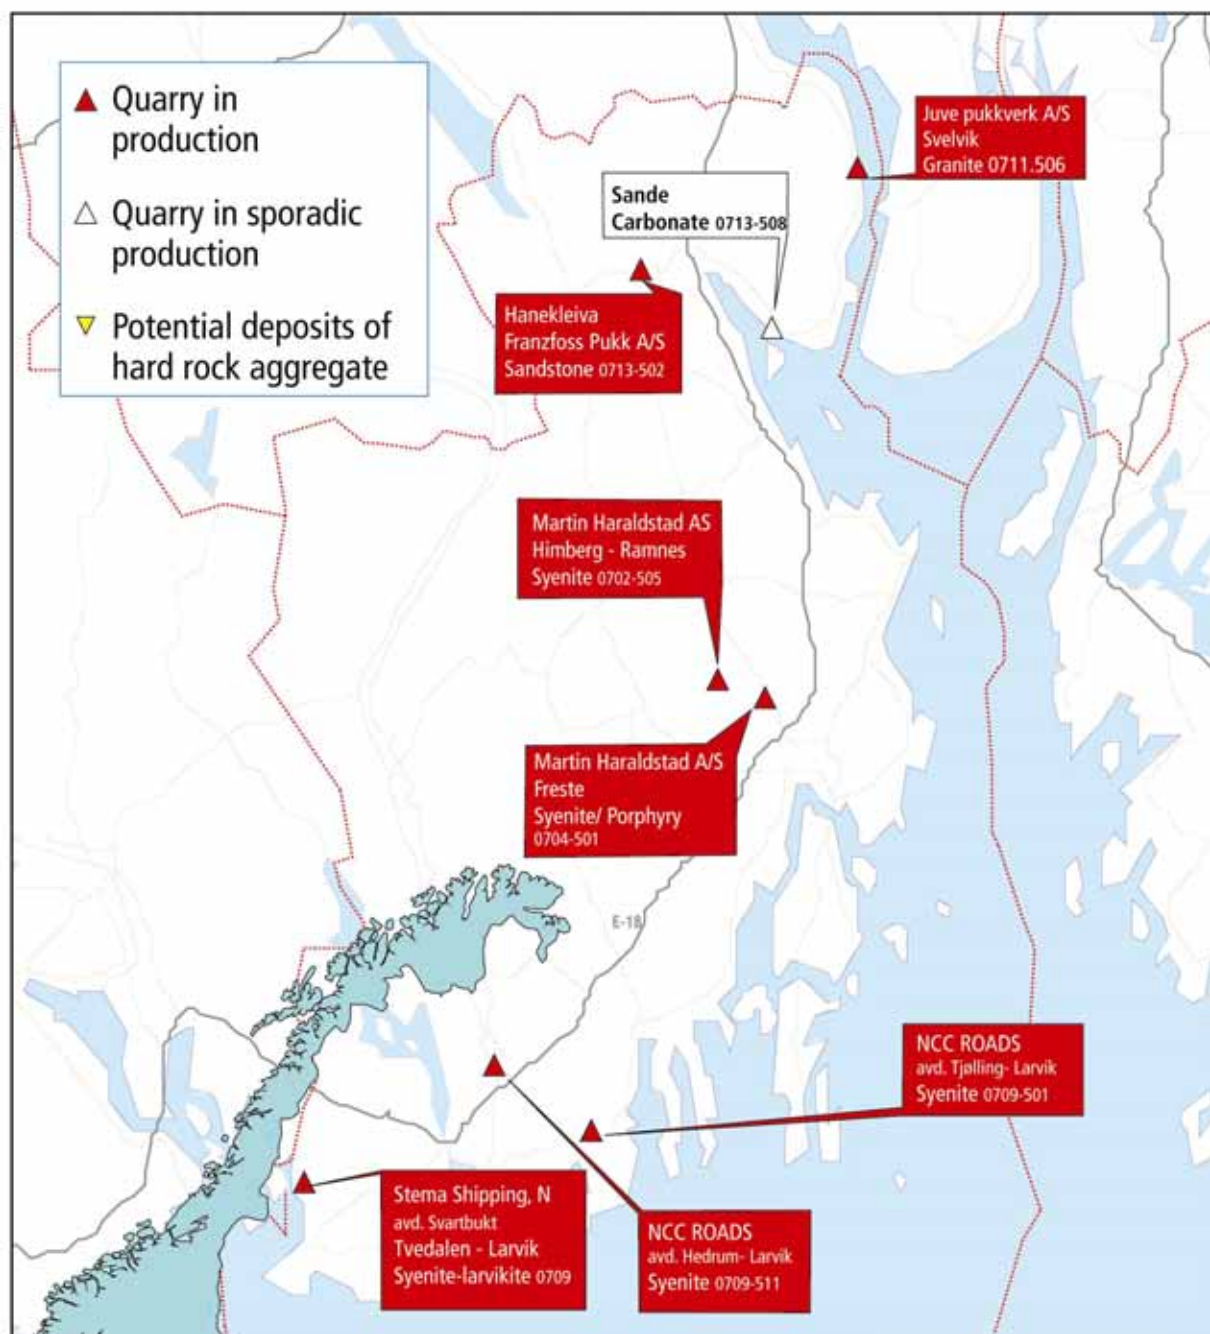 Quarry in
production
Quarry in sporadic
production
Potential deposits of
hard rock aggregate
Juve pukkverk A/S
Svelvik
Granite 0711.506
Sande
Carbonate 0713-508
Hanekleiva
Franzfoss Pukk A/S
Sandstone 0713-502
Martin Haraldstad AS
Himberg - Ramnes
Syenite 0702-505
Martin Haraldstad A/S
Freste
Syenite/ Porphyry
0704-501
E-18
NCC ROADS
avd. Tjølling- Larvik
Syenite 0709-501
Stema Shipping, N
avd. Svartbukt
Tvedalen - Larvik
Syenite-larvikite 0709
NCC ROADS
avd. Hedrum- Larvik
Syenite 0709-511